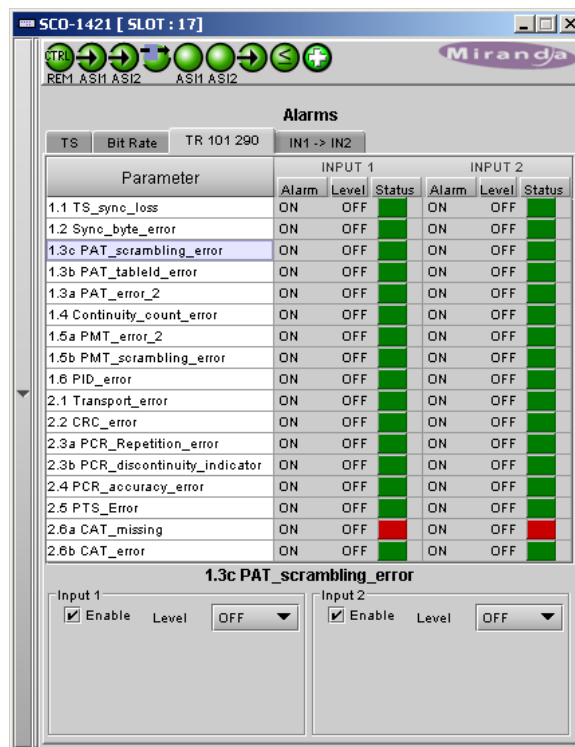 SCO-1421 [ SLOT : 17]
CTRL
REM ASI1 ASI2 ASI1 ASI2
Miranda
Alarms
TS Bit Rate TR 101 290 IN1 -> IN2
Parameter INPUT 1 INPUT 2
Alarm Level Status Alarm Level Status
1.1 TS_sync_loss ON OFF ON OFF
1.2 Sync_byte_error ON OFF ON OFF
1.3c PAT_scrambling_error ON OFF ON OFF
1.3b PAT_tableId_error ON OFF ON OFF
1.3a PAT_error_2 ON OFF ON OFF
1.4 Continuity_count_error ON OFF ON OFF
1.5a PMT_error_2 ON OFF ON OFF
1.5b PMT_scrambling_error ON OFF ON OFF
1.6 PID_error ON OFF ON OFF
2.1 Transport_error ON OFF ON OFF
2.2 CRC_error ON OFF ON OFF
2.3a PCR_Repetition_error ON OFF ON OFF
2.3b PCR_discontinuity_indicator ON OFF ON OFF
2.4 PCR_accuracy_error ON OFF ON OFF
2.5 PTS_Error ON OFF ON OFF
2.6a CAT_missing ON OFF ON OFF
2.6b CAT_error ON OFF ON OFF
1.3c PAT_scrambling_error
Input 1 Input 2
Enable Level OFF Enable Level OFF